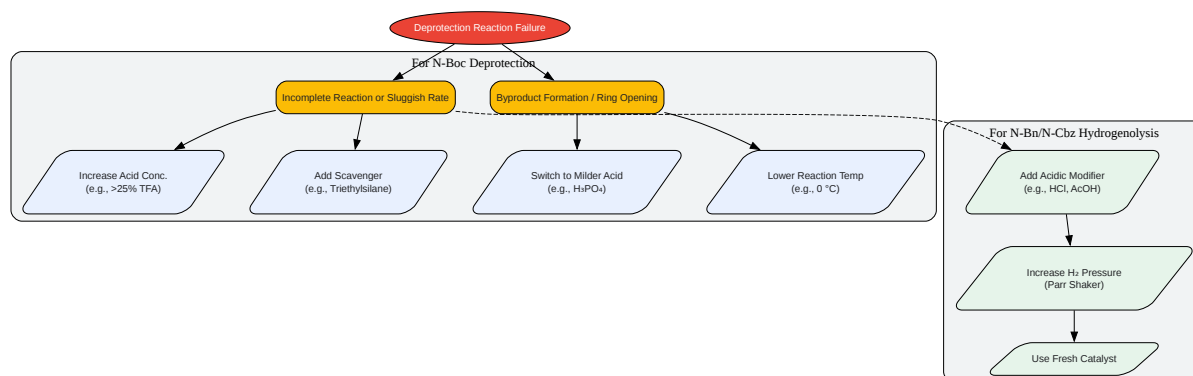 Deprotection Reaction Failure
For N-Boc Deprotection
Incomplete Reaction or Sluggish Rate
Byproduct Formation / Ring Opening
For N-Bn/N-Cbz Hydrogenolysis
Increase Acid Conc.
(e.g., >25% TFA)
Add Scavenger
(e.g., Triethylsilane)
Switch to Milder Acid
(e.g., H₃PO₄)
Lower Reaction Temp
(e.g., 0 °C)
Add Acidic Modifier
(e.g., HCl, AcOH)
Increase H₂ Pressure
(Parr Shaker)
Use Fresh Catalyst